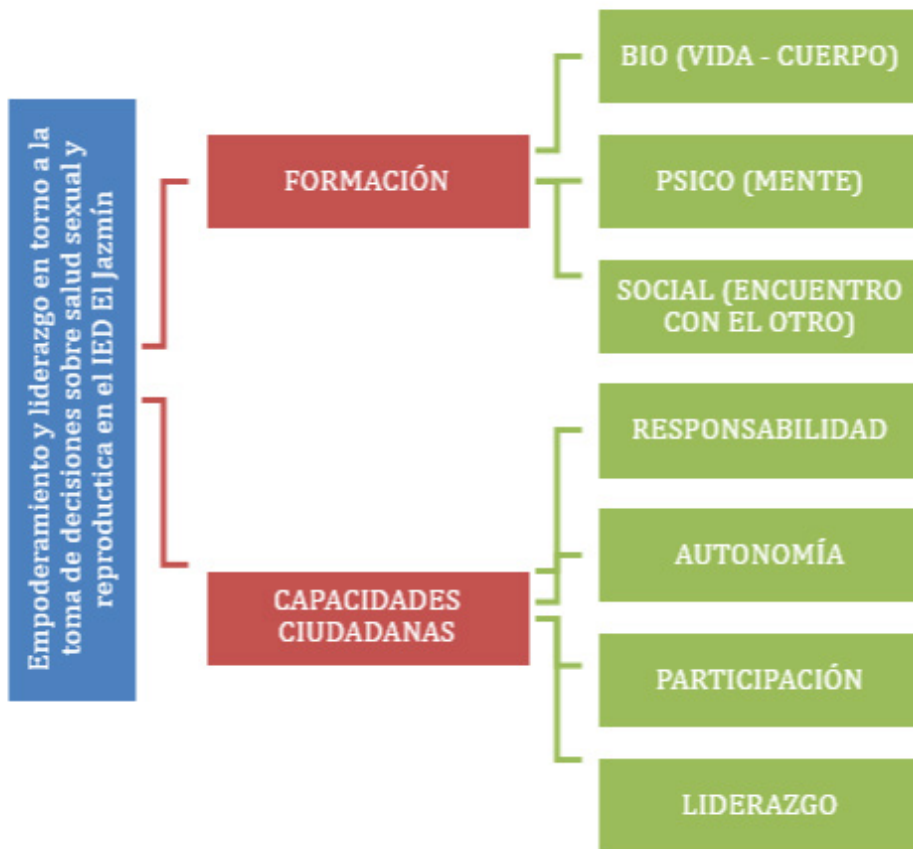 Empoderamiento y liderazgo en torno a la
toma de decisiones sobre salud sexual y
reproductica en el IED El Jazmín
FORMACIÓN
BIO (VIDA - CUERPO)
PSICO (MENTE)
SOCIAL (ENCUENTRO
CON EL OTRO)
CAPACIDADES
CIUDADANAS
RESPONSABILIDAD
AUTONOMÍA
PARTICIPACIÓN
LIDERAZGO